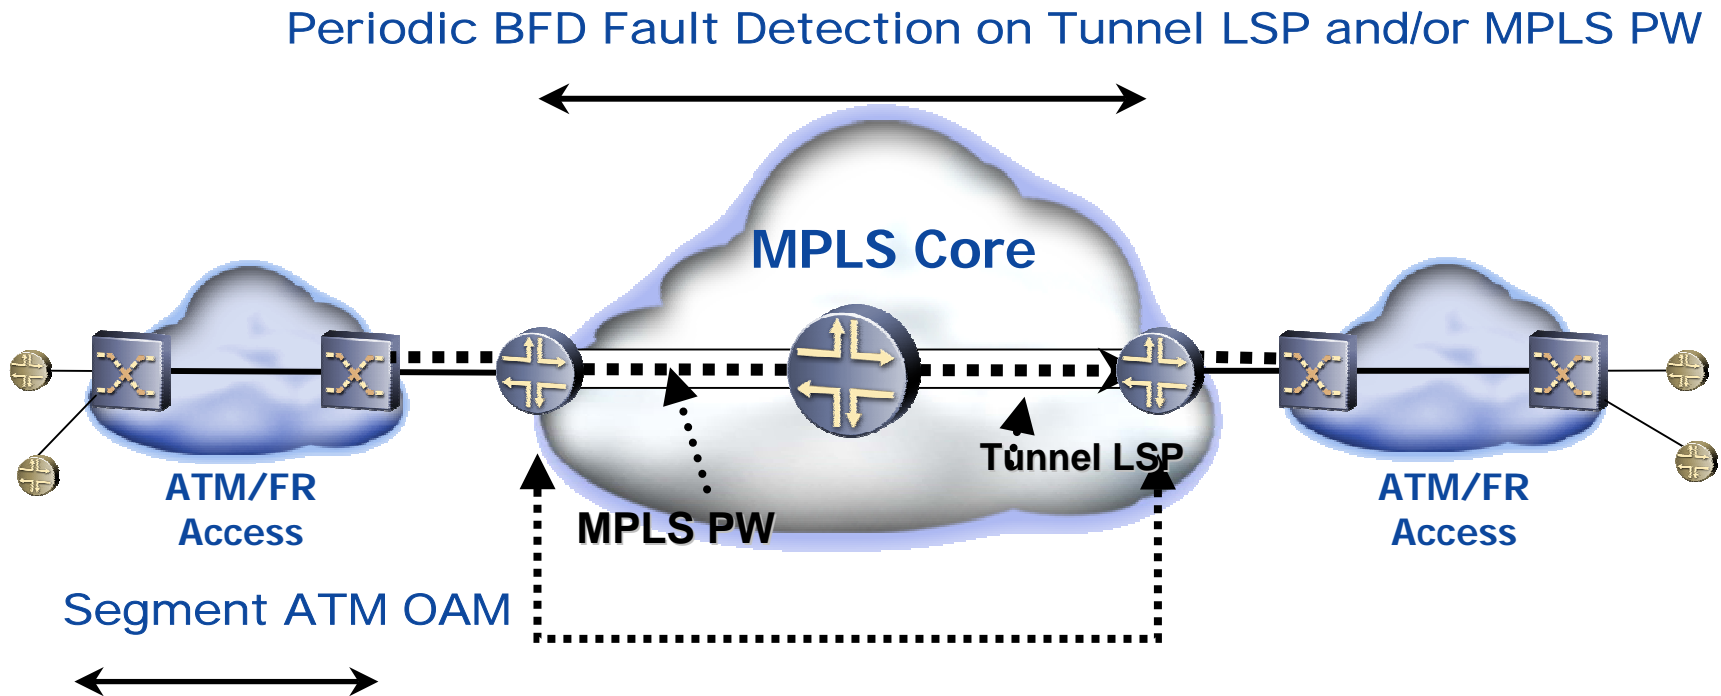 Periodic BFD Fault Detection on Tunnel LSP and/or MPLS PW
MPLS Core
Tunnel LSP
ATM/FR
Access
ATM/FR
Access
MPLS PW
Segment ATM OAM